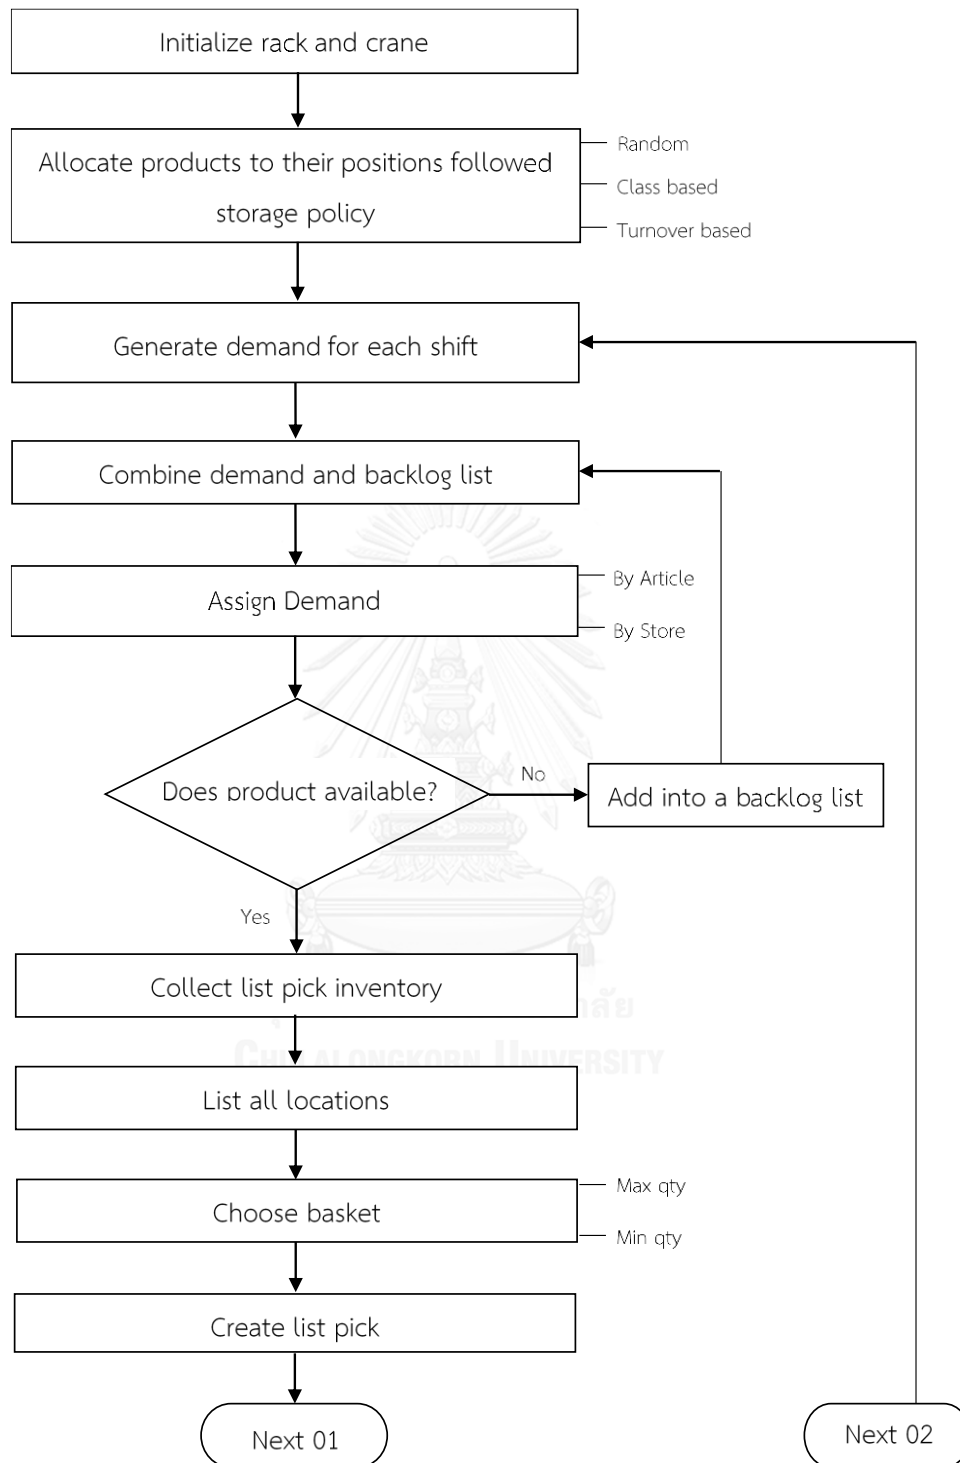 Initialize rack and crane
Allocate products to their positions followed
storage policy
Random
Class based
Turnover based
Generate demand for each shift
Combine demand and backlog list
Assign Demand
By Article
By Store
Does product available?
No
Add into a backlog list
Yes
Collect list pick inventory
List all locations
CHULALONGKORN UNIVERSITY
Choose basket
Max qty
Min qty
Create list pick
Next 01
Next 02